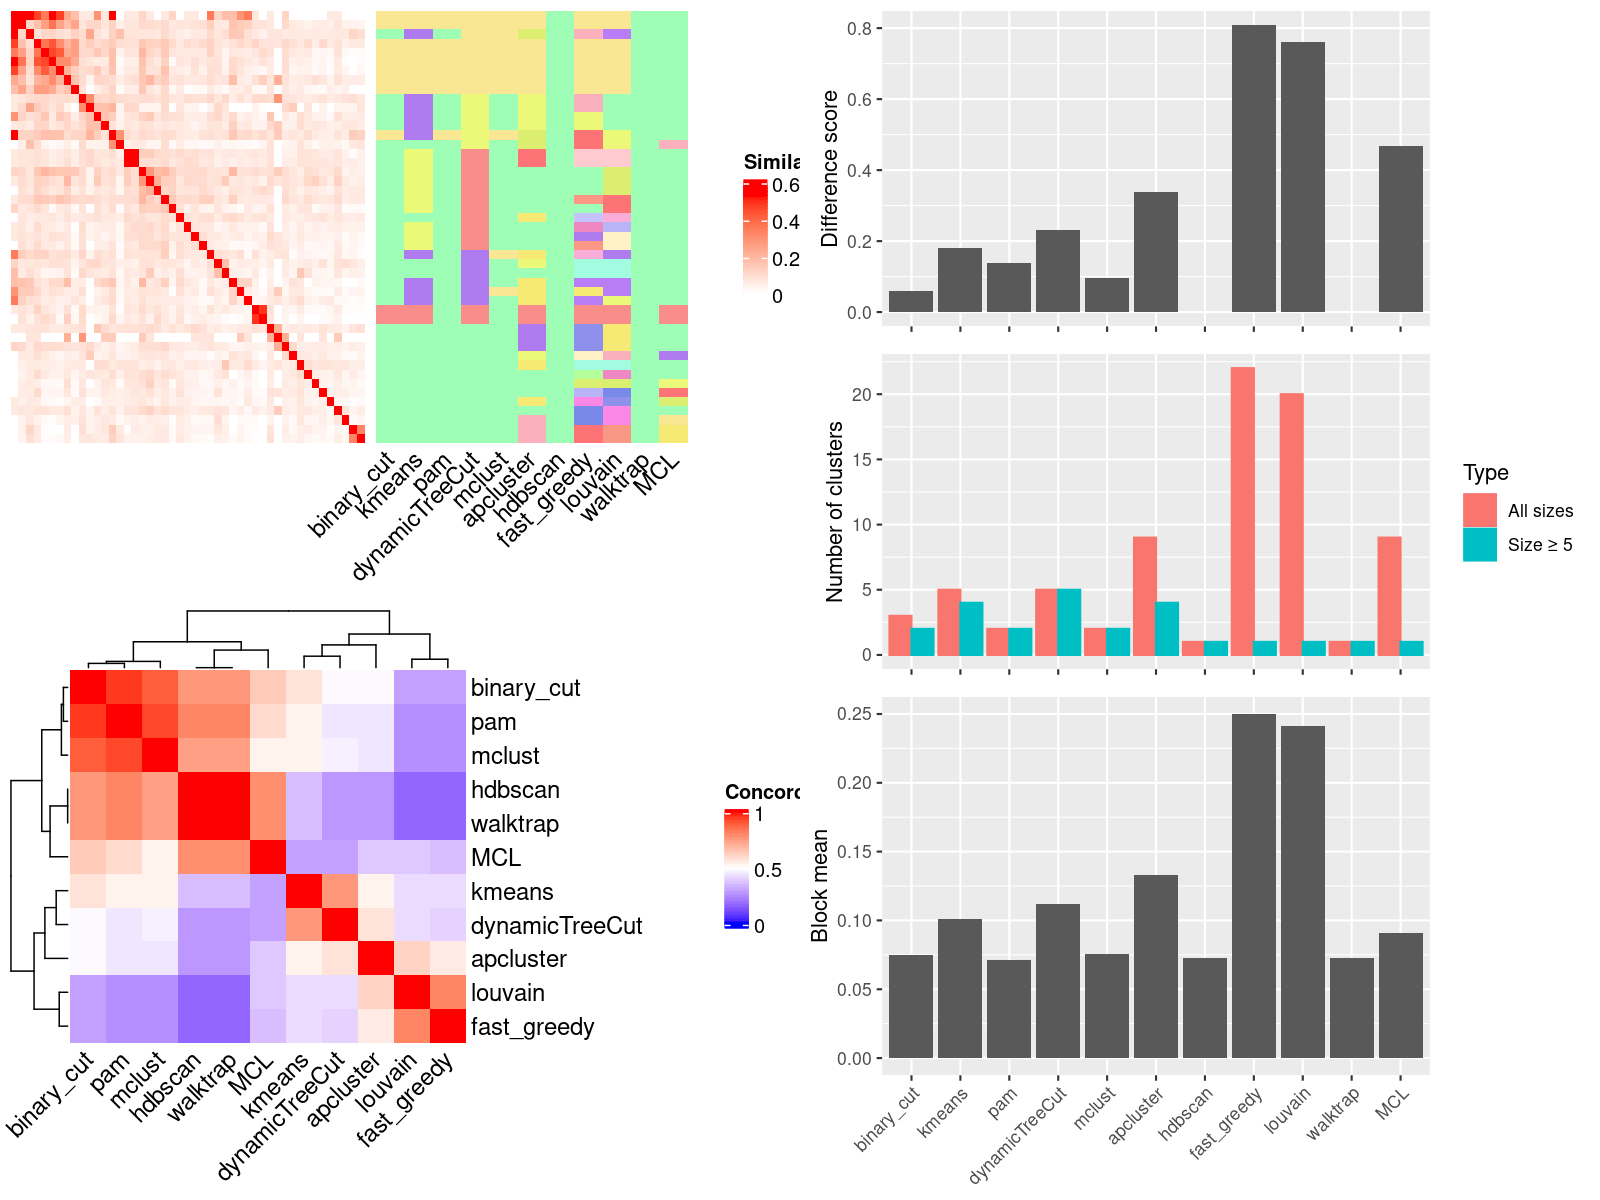 Simila
0.6
0.4
0.2
0
binary_cut
kmeans
pam
dynamicTreeCut
mclust
apcluster
hdbscan
fast_greedy
louvain
walktrap
MCL
binary_cut
pam
mclust
hdbscan
walktrap
MCL
kmeans
dynamicTreeCut
apcluster
louvain
fast_greedy
binary_cut
pam
mclust
hdbscan
walktrap
MCL
kmeans
dynamicTreeCut
apcluster
louvain
fast_greedy
Concord
1
0.5
0
Difference score
0.8
0.6
0.4
0.2
0.0
Number of clusters
20
15
10
5
0
Type
All sizes
Size ≥ 5
Block mean
0.25
0.20
0.15
0.10
0.05
0.00
binary_cut
kmeans
pam
dynamicTreeCut
mclust
apcluster
hdbscan
fast_greedy
louvain
walktrap
MCL